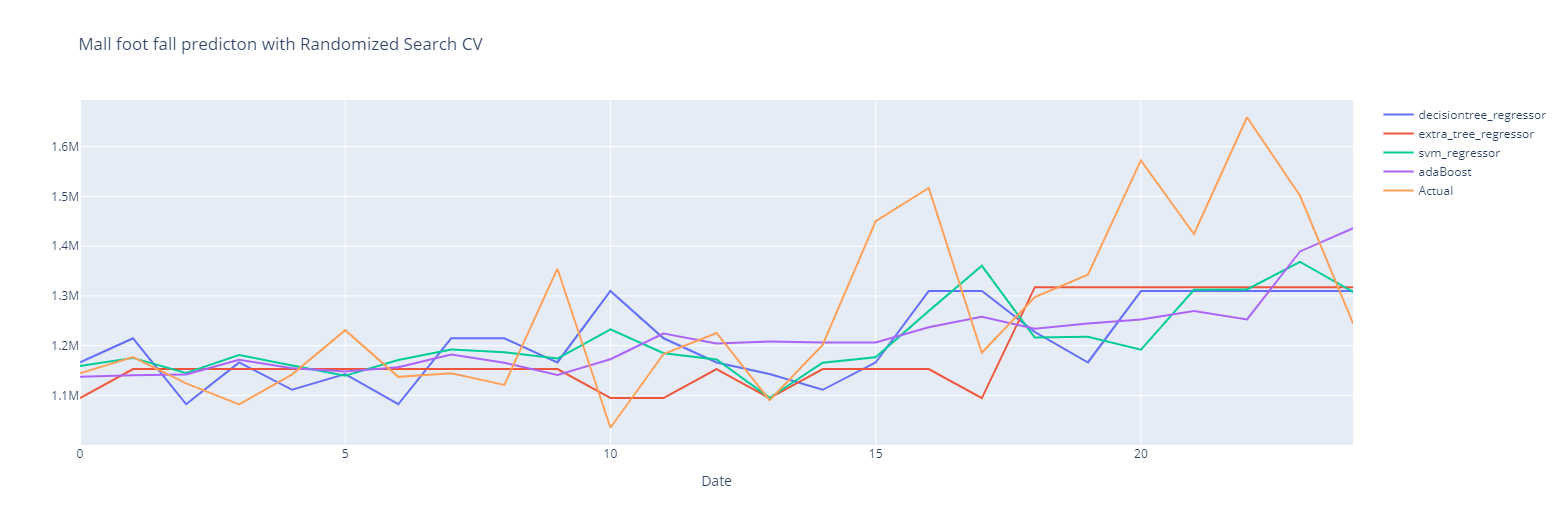 Mall foot fall predicton with Randomized Search CV
decisiontree_regressor
extra_tree_regressor
svm_regressor
adaBoost
Actual
1.6M
1.5M
1.4M
1.3M
1.2M
1.1M
0 5 10 15 20
Date